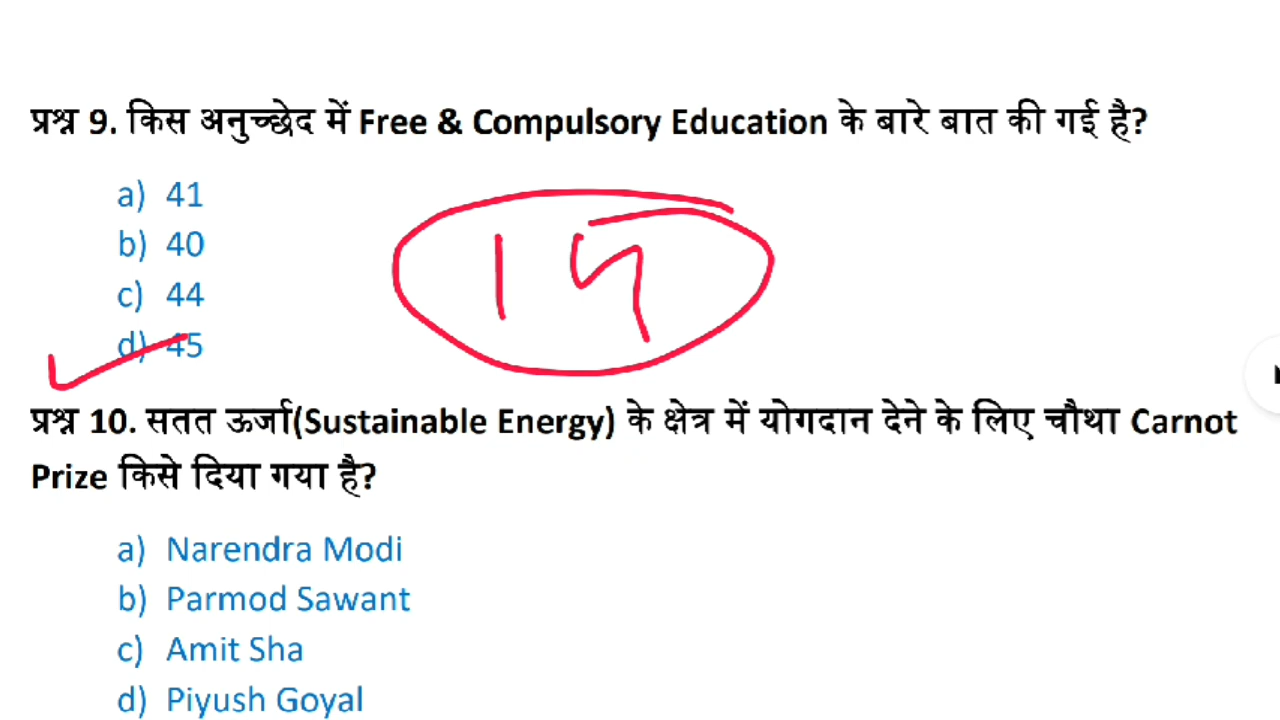 प्रश्न 9. किस अनुच्छेद में Free & Compulsory Education के बारे बात की गई है?
a) 41
b) 40
c) 44
d) 45
प्रश्न 10. सतत ऊर्जा(Sustainable Energy) के क्षेत्र में योगदान देने के लिए चौथा Carnot
Prize किसे दिया गया है?
a) Narendra Modi
b) Parmod Sawant
c) Amit Sha
d) Piyush Goyal